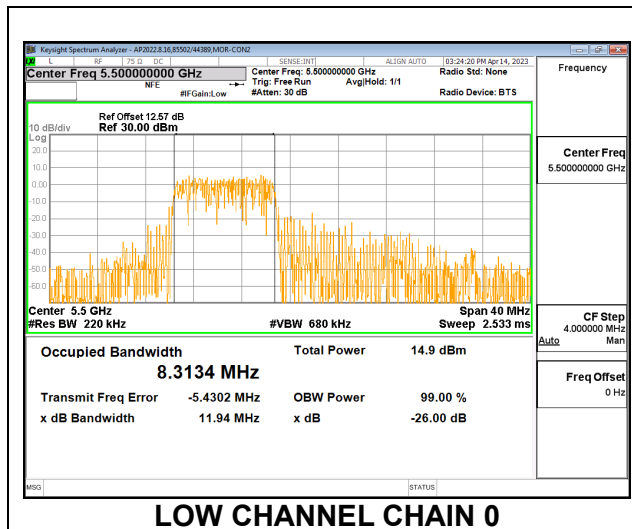 Keysight Spectrum Analyzer - AP2022.8.16,85502/44389,MOR-CON2
L RF 75 Ω DC SENSE:INT ALIGN AUTO 03:24:20 PM Apr 14, 2023
Center Freq 5.500000000 GHz
NFE
#IFGain:Low
Center Freq: 5.500000000 GHz
Trig: Free Run Avg|Hold: 1/1
#Atten: 30 dB
Radio Std: None
Radio Device: BTS
Frequency
Ref Offset 12.57 dB
10 dB/div Ref 30.00 dBm
Log
20.0
10.0
0.00
-10.0
-20.0
-30.0
-40.0
-50.0
-60.0
Center Freq
5.500000000 GHz
Center 5.5 GHz Span 40 MHz
#Res BW 220 kHz #VBW 680 kHz Sweep 2.533 ms
CF Step
4.000000 MHz
Auto Man
Occupied Bandwidth Total Power 14.9 dBm
8.3134 MHz
Transmit Freq Error -5.4302 MHz OBW Power 99.00 %
x dB Bandwidth 11.94 MHz x dB -26.00 dB
Freq Offset
0 Hz
MSG STATUS
LOW CHANNEL CHAIN 0